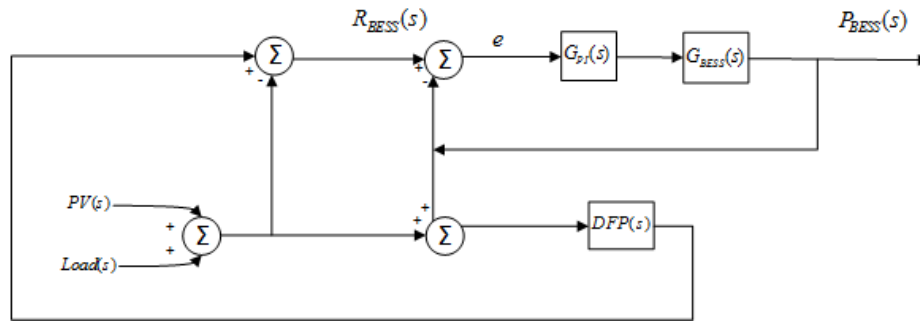 R_BESS(s)
P_BESS(s)
e
Σ
Σ
G_PI(s)
G_BESS(s)
+
-
+
-
PV(s)
+
+
Σ
Load(s)
+
+
Σ
DFP(s)